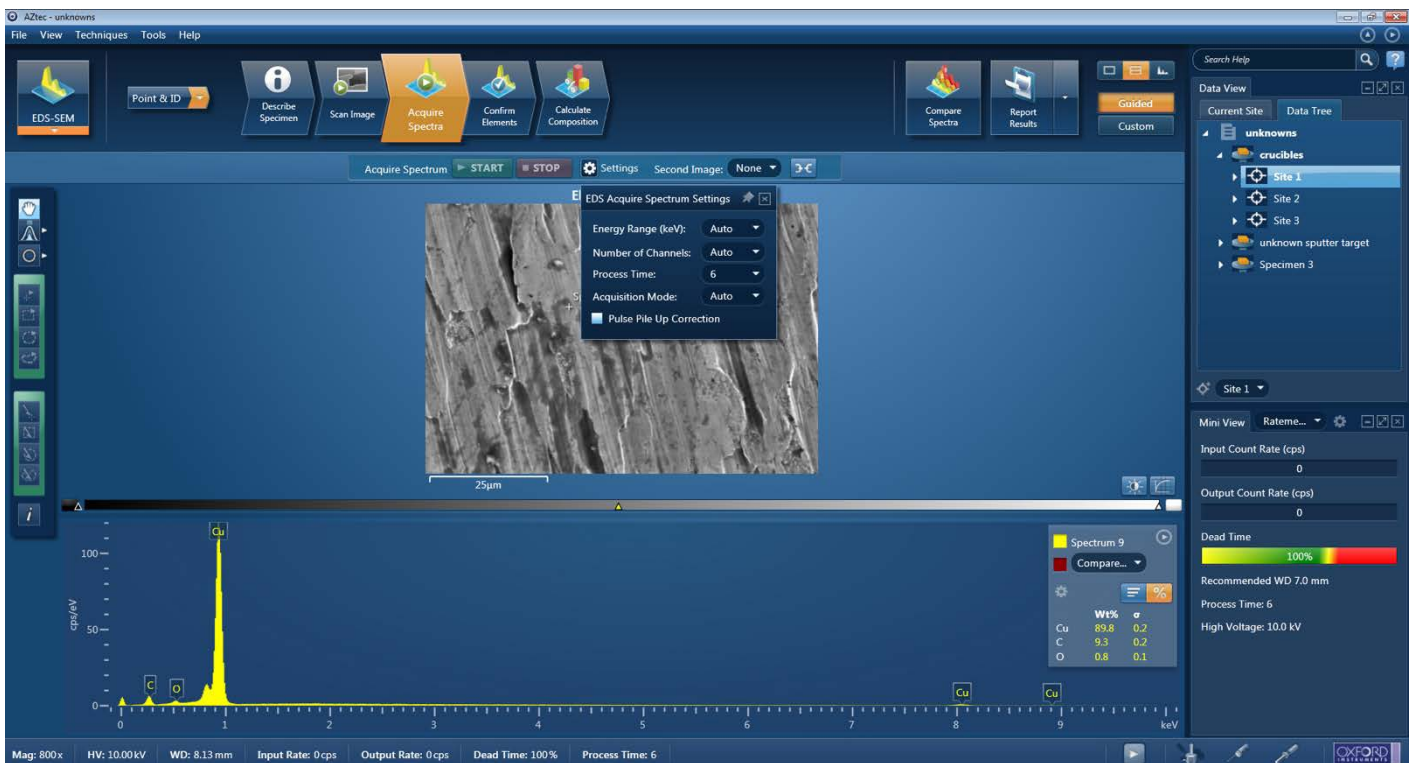 AZtec - unknowns
File View Techniques Tools Help
EDS-SEM
Point & ID
Describe Specimen
Scan Image
Acquire Spectra
Confirm Elements
Calculate Composition
Compare Spectra
Report Results
Guided
Custom
Search Help
Data View
Current Site Data Tree
unknowns
crucibles
Site 1
Site 2
Site 3
unknown sputter target
Specimen 3
Site 1
Acquire Spectrum START STOP Settings Second Image: None
EDS Acquire Spectrum Settings
Energy Range (keV): Auto
Number of Channels: Auto
Process Time: 6
Acquisition Mode: Auto
Pulse Pile Up Correction
25µm
Mini View Rateme...
Input Count Rate (cps)
0
Output Count Rate (cps)
0
Dead Time
100%
Recommended WD 7.0 mm
Process Time: 6
High Voltage: 10.0 kV
cps/eV
100
50
0
C O Cu Cu Cu
0 1 2 3 4 5 6 7 8 9 keV
Spectrum 9
Compare...
%
Wt% σ
Cu 89.8 0.2
C 9.3 0.2
O 0.8 0.1
Mag: 800x HV: 10.00kV WD: 8.13 mm Input Rate: 0cps Output Rate: 0cps Dead Time: 100% Process Time: 6
OXFORD
INSTRUMENTS